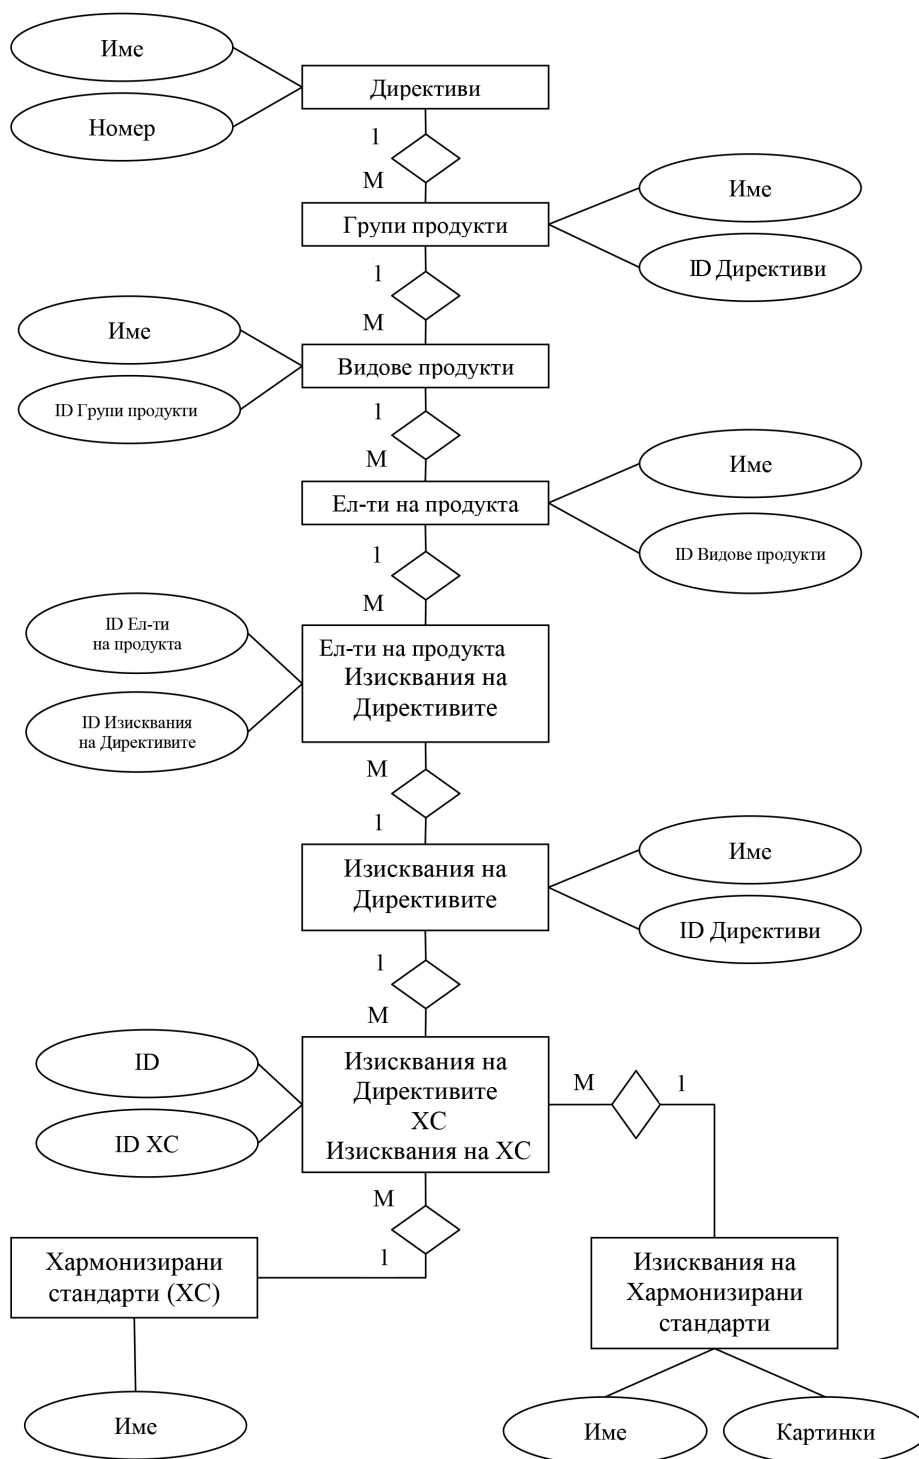 Име
Директиви
Номер
1
M
Име
Групи продукти
ID Директиви
1
M
Име
Видове продукти
ID Групи продукти
1
M
Име
Ел-ти на продукта
ID Видове продукти
1
M
ID Ел-ти
на продукта
Ел-ти на продукта
Изисквания на
Директивите
ID Изисквания
на Директивите
M
1
Име
Изисквания на
Директивите
ID Директиви
1
M
ID
ID ХС
Изисквания на
Директивите
ХС
Изисквания на ХС
M
1
M
1
Хармонизирани
стандарти (ХС)
Изисквания на
Хармонизирани
стандарти
Име
Име
Картинки